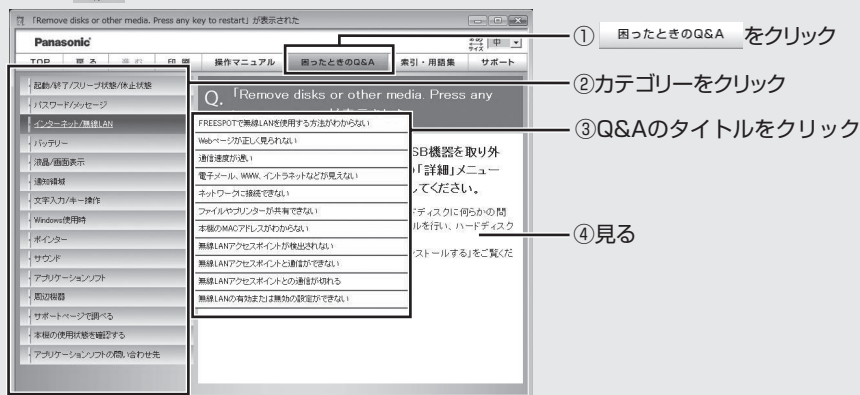 「Remove disks or other media. Press any key to restart」が表示された
Panasonic
文字サイズ 中
TOP 戻る 進む 印刷 操作マニュアル 困ったときのQ&A 索引・用語集 サポート
① 困ったときのQ&A をクリック
②カテゴリーをクリック
③Q&Aのタイトルをクリック
④見る
起動/終了/スリープ状態/休止状態
パスワード/メッセージ
インターネット/無線LAN
バッテリー
液晶/画面表示
通知領域
文字入力/キー操作
Windows使用時
ポインター
サウンド
アプリケーションソフト
周辺機器
サポートページで調べる
本機の使用状態を確認する
アプリケーションソフトの問い合わせ先
Q. 「Remove disks or other media. Press any
FREESPOTで無線LANを使用する方法がわからない
Webページが正しく見られない
通信速度が遅い
電子メール、WWW、イントラネットなどが見えない
ネットワークに接続できない
ファイルやプリンターが共有できない
本機のMACアドレスがわからない
無線LANアクセスポイントが検出されない
無線LANアクセスポイントと通信ができない
無線LANアクセスポイントとの通信が切れる
無線LANの有効または無効の設定ができない
SB機器を取り外
の「詳細」メニュー
してください。
ドディスクに何らかの問
ルを行い、ハードディスク
ストールする」をご覧くだ